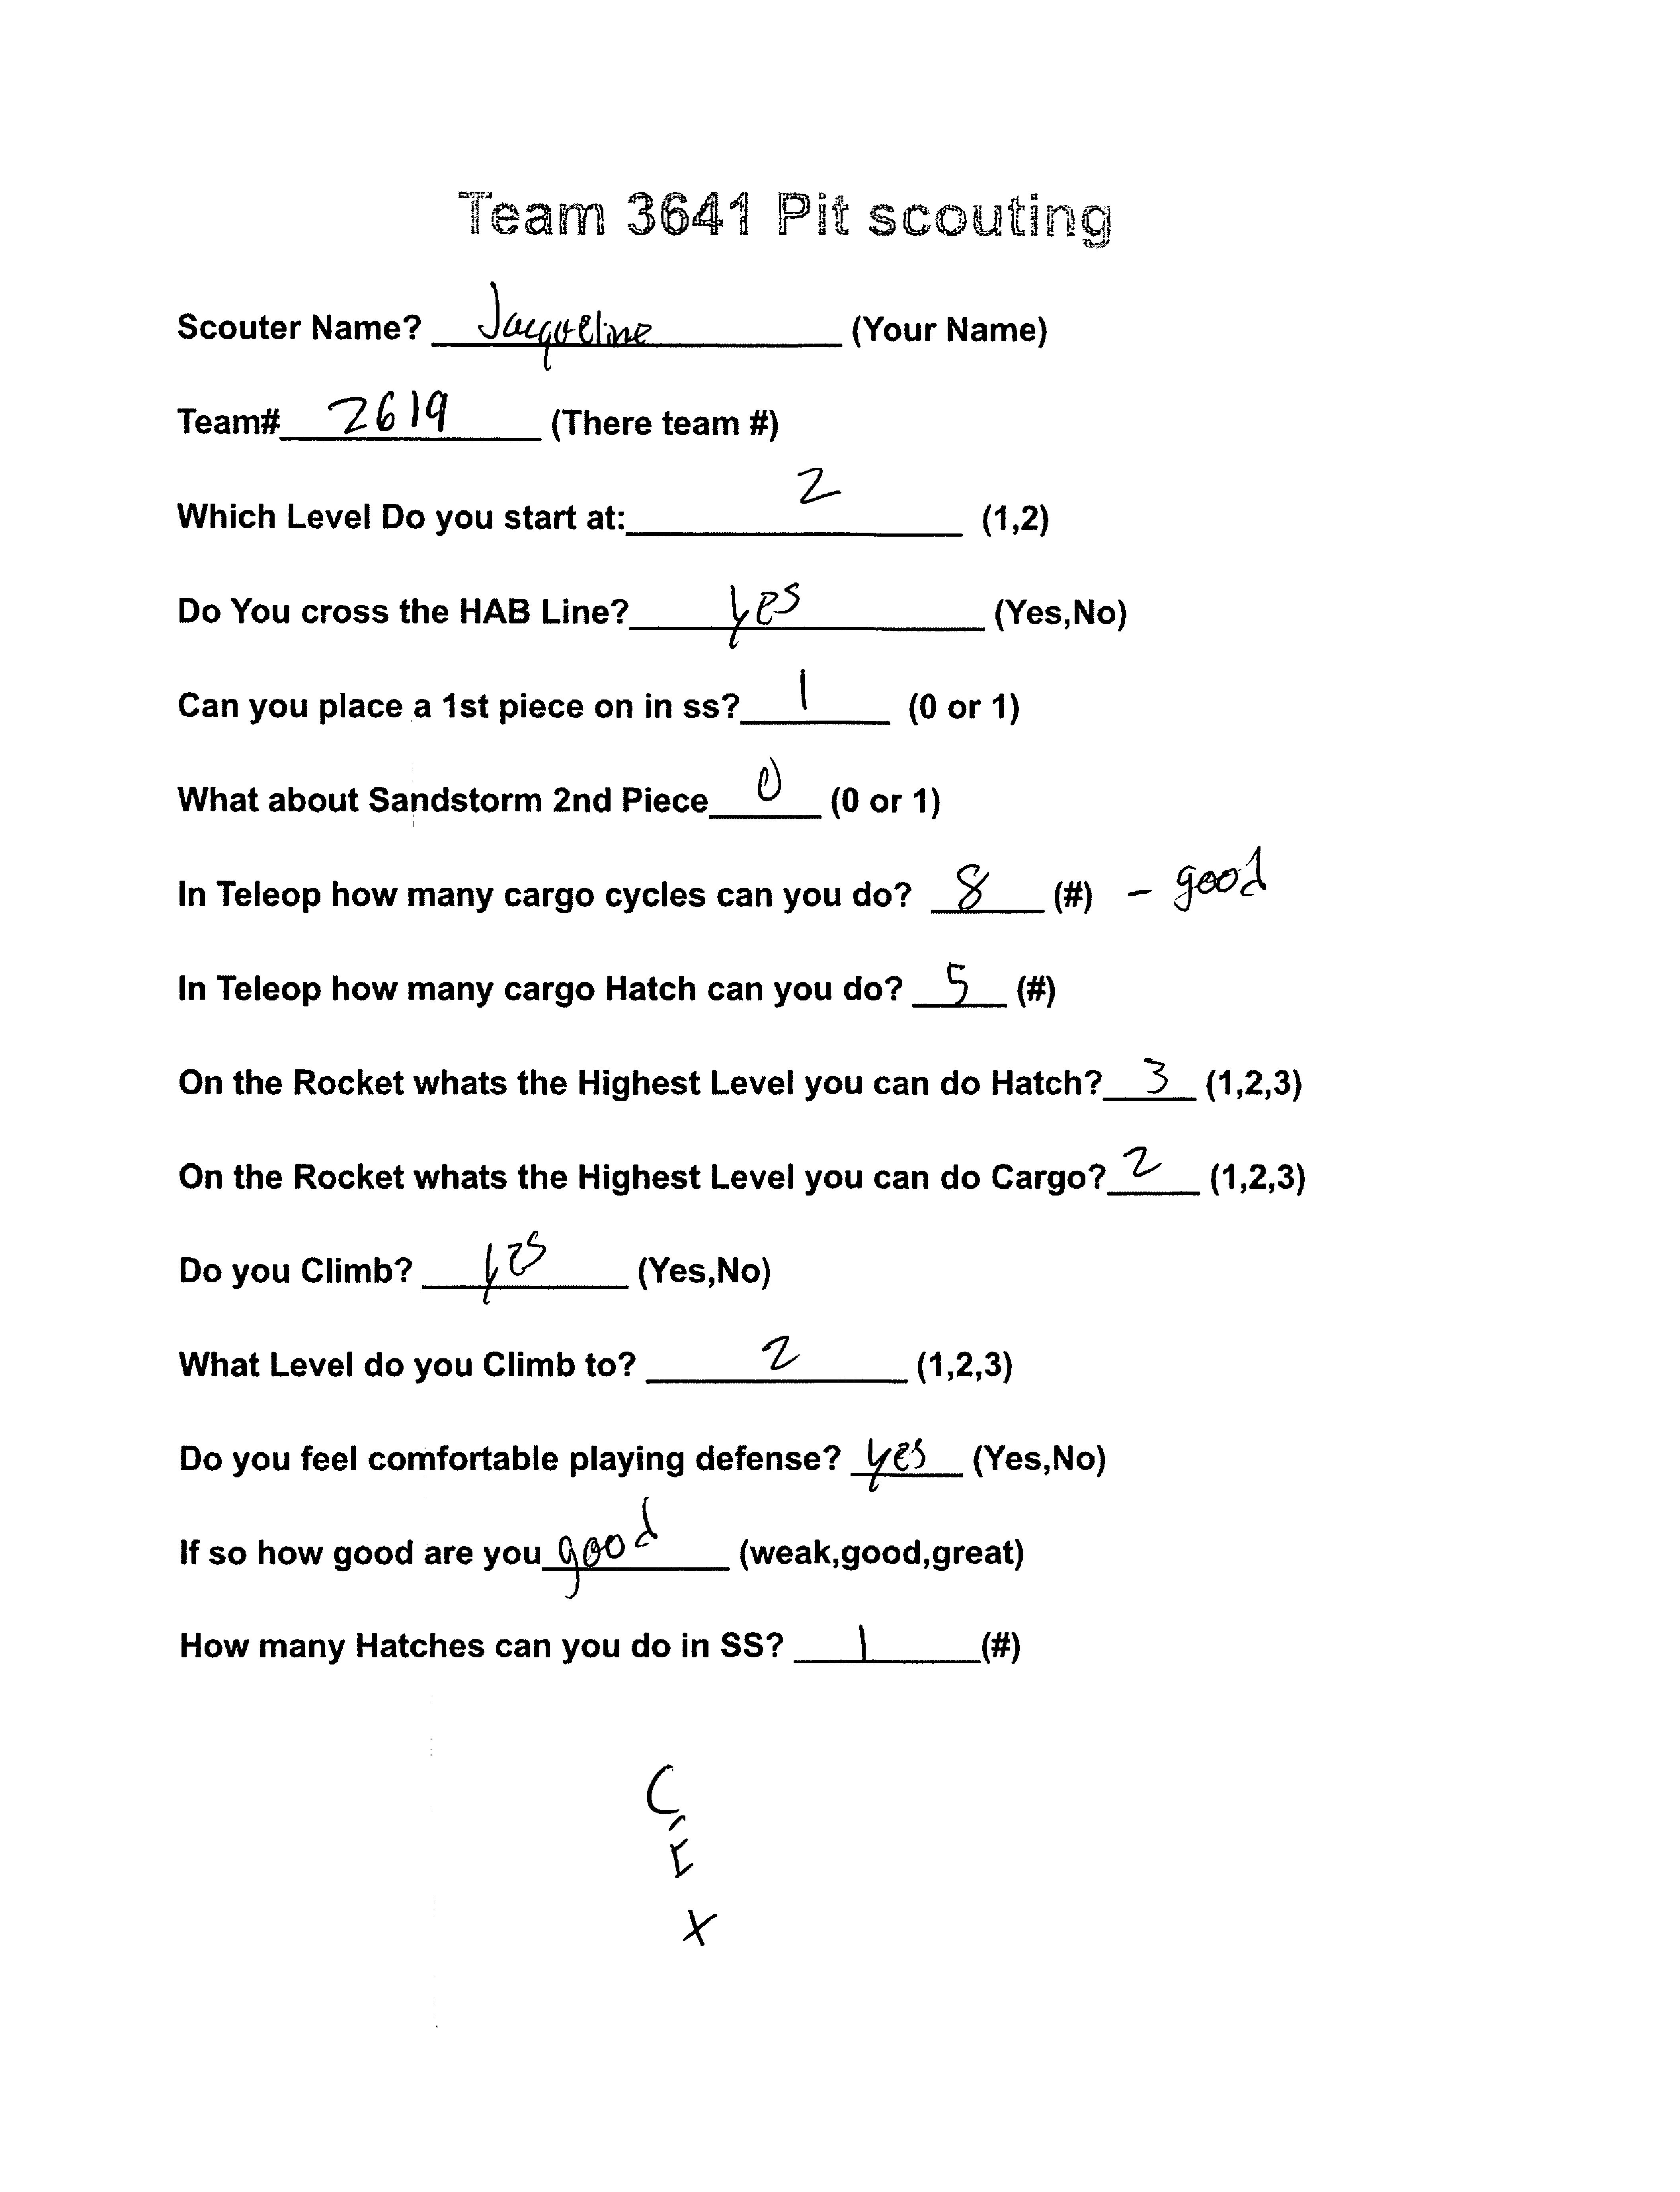 Team 3641 Pit scouting
Scouter Name? Jacqueline (Your Name)
Team# 2619 (There team #)
Which Level Do you start at: 2 (1,2)
Do You cross the HAB Line? yes (Yes,No)
Can you place a 1st piece on in ss? 1 (0 or 1)
What about Sandstorm 2nd Piece 0 (0 or 1)
In Teleop how many cargo cycles can you do? 8 (#) - good
In Teleop how many cargo Hatch can you do? 5 (#)
On the Rocket whats the Highest Level you can do Hatch? 3 (1,2,3)
On the Rocket whats the Highest Level you can do Cargo? 2 (1,2,3)
Do you Climb? yes (Yes,No)
What Level do you Climb to? 2 (1,2,3)
Do you feel comfortable playing defense? yes (Yes,No)
If so how good are you good (weak,good,great)
How many Hatches can you do in SS? 1 (#)
C
X